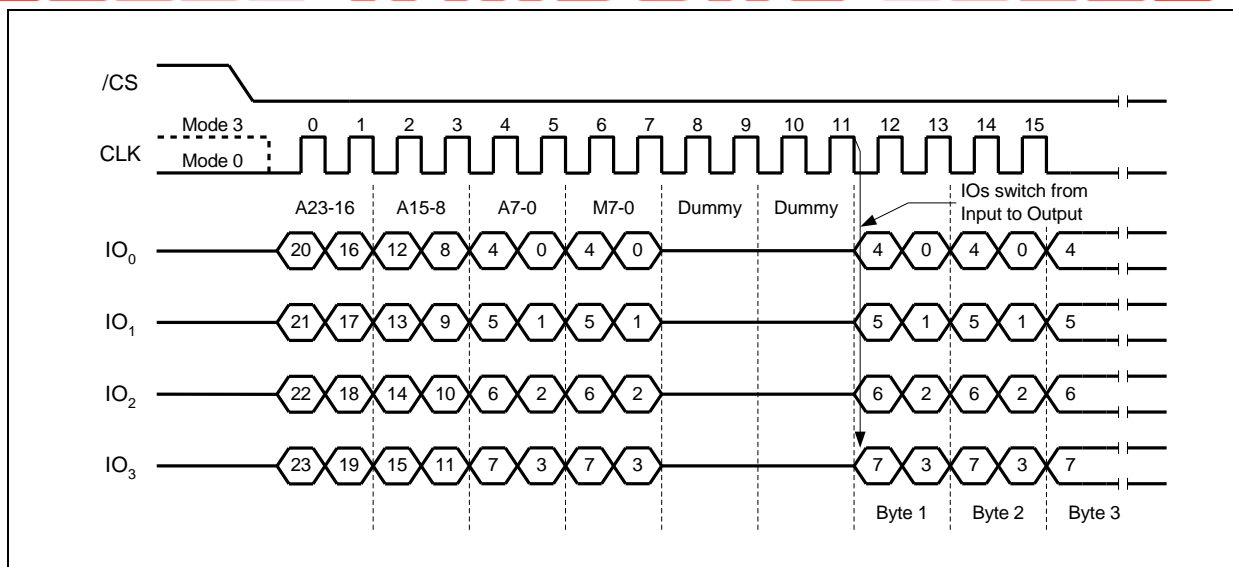 /CS
Mode 3
CLK
Mode 0
0 1 2 3 4 5 6 7 8 9 10 11 12 13 14 15
IOs switch from
Input to Output
A23-16 A15-8 A7-0 M7-0 Dummy Dummy
IO0 20 16 12 8 4 0 4 0 4 0 4 0 4
IO1 21 17 13 9 5 1 5 1 5 1 5 1 5
IO2 22 18 14 10 6 2 6 2 6 2 6 2 6
IO3 23 19 15 11 7 3 7 3 7 3 7 3 7
Byte 1 Byte 2 Byte 3